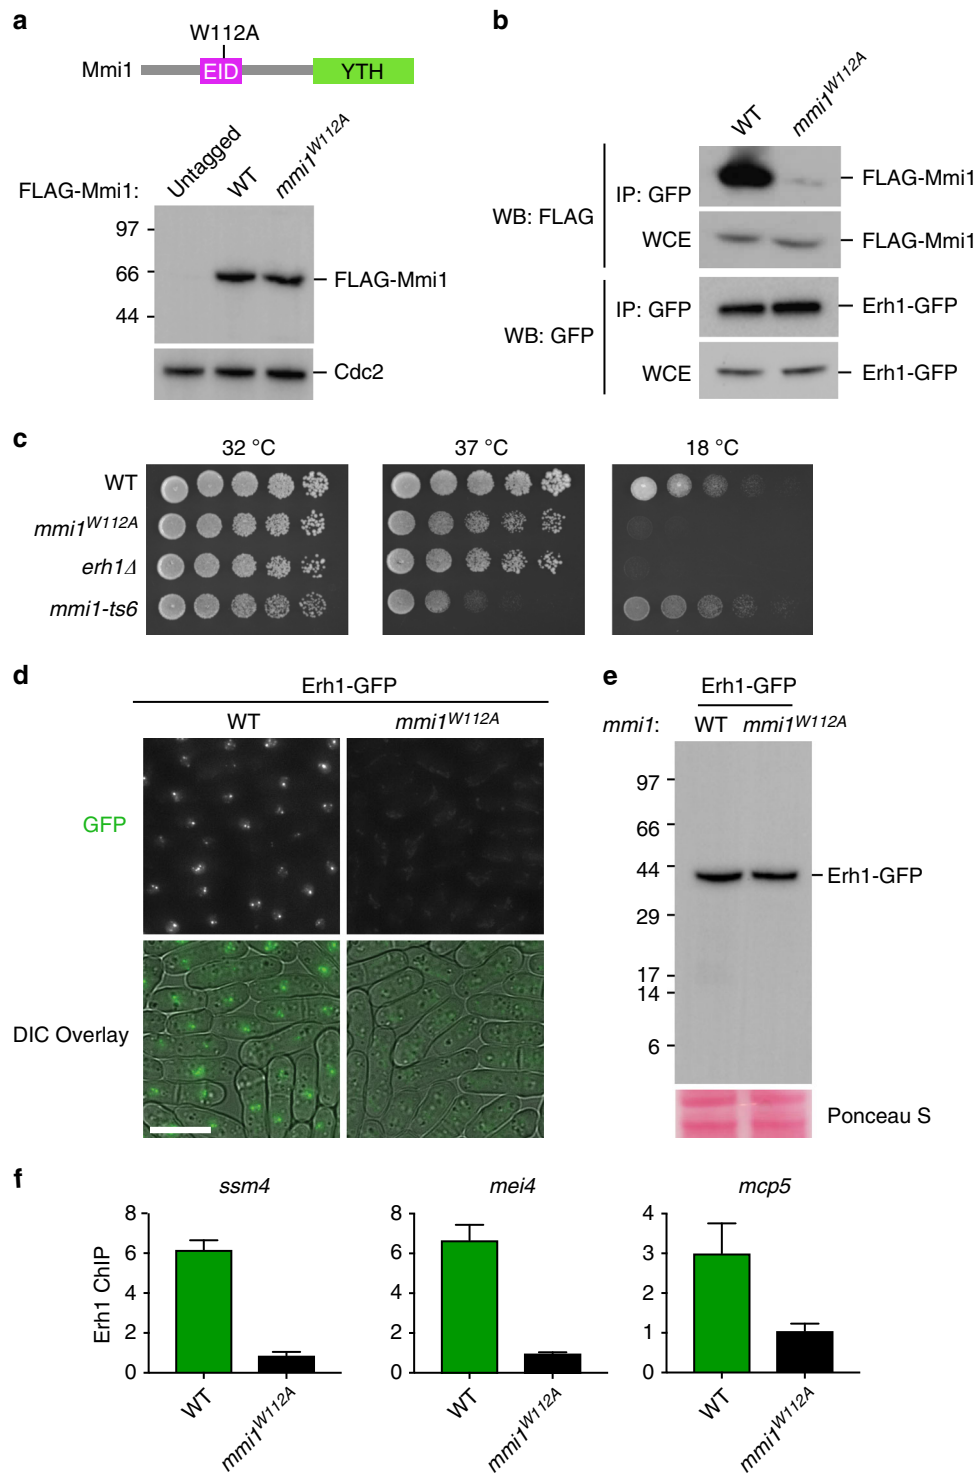 a
W112A
Mmi1 EID YTH
FLAG-Mmi1: Untagged WT mmi1W112A
97
66
44
FLAG-Mmi1
Cdc2
b
WT mmi1W112A
WB: FLAG
IP: GFP FLAG-Mmi1
WCE FLAG-Mmi1
WB: GFP
IP: GFP Erh1-GFP
WCE Erh1-GFP
c
32 °C 37 °C 18 °C
WT
mmi1W112A
erh1Δ
mmi1-ts6
d
Erh1-GFP
WT mmi1W112A
GFP
DIC Overlay
e
Erh1-GFP
mmi1: WT mmi1W112A
97
66
44
29
17
14
6
Erh1-GFP
Ponceau S
f
Erh1 ChIP
ssm4
8
6
4
2
0
WT mmi1W112A
mei4
8
6
4
2
0
WT mmi1W112A
mcp5
4
3
2
1
0
WT mmi1W112A